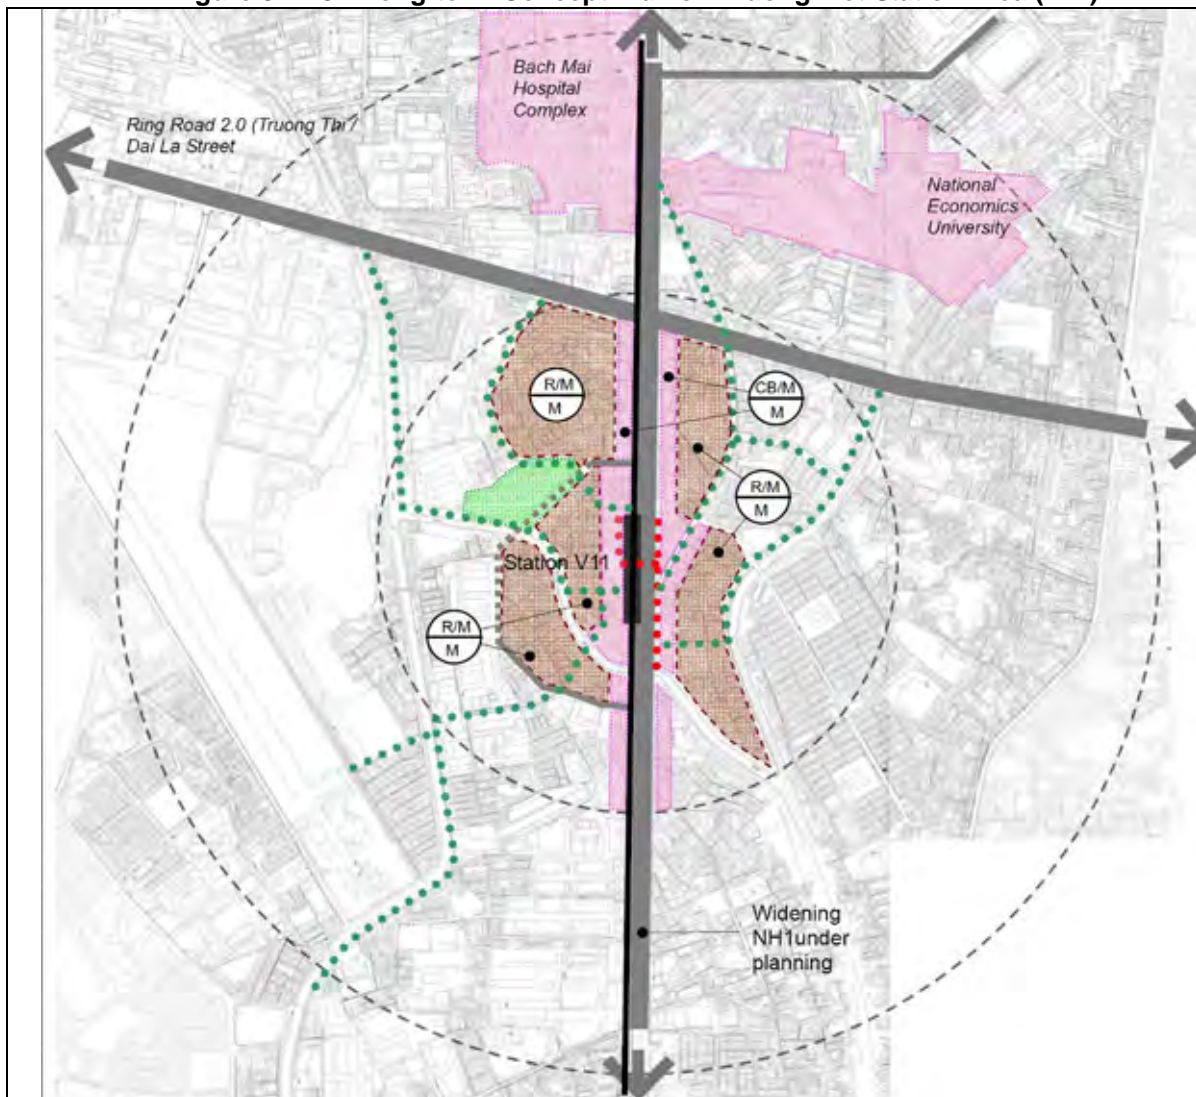 Bach Mai
Hospital
Complex
Ring Road 2.0 (Truong Thi /
Dai La Street
National
Economics
University
R/M
M
CB/M
M
R/M
M
Station V11
R/M
M
Widening
NH1under
planning